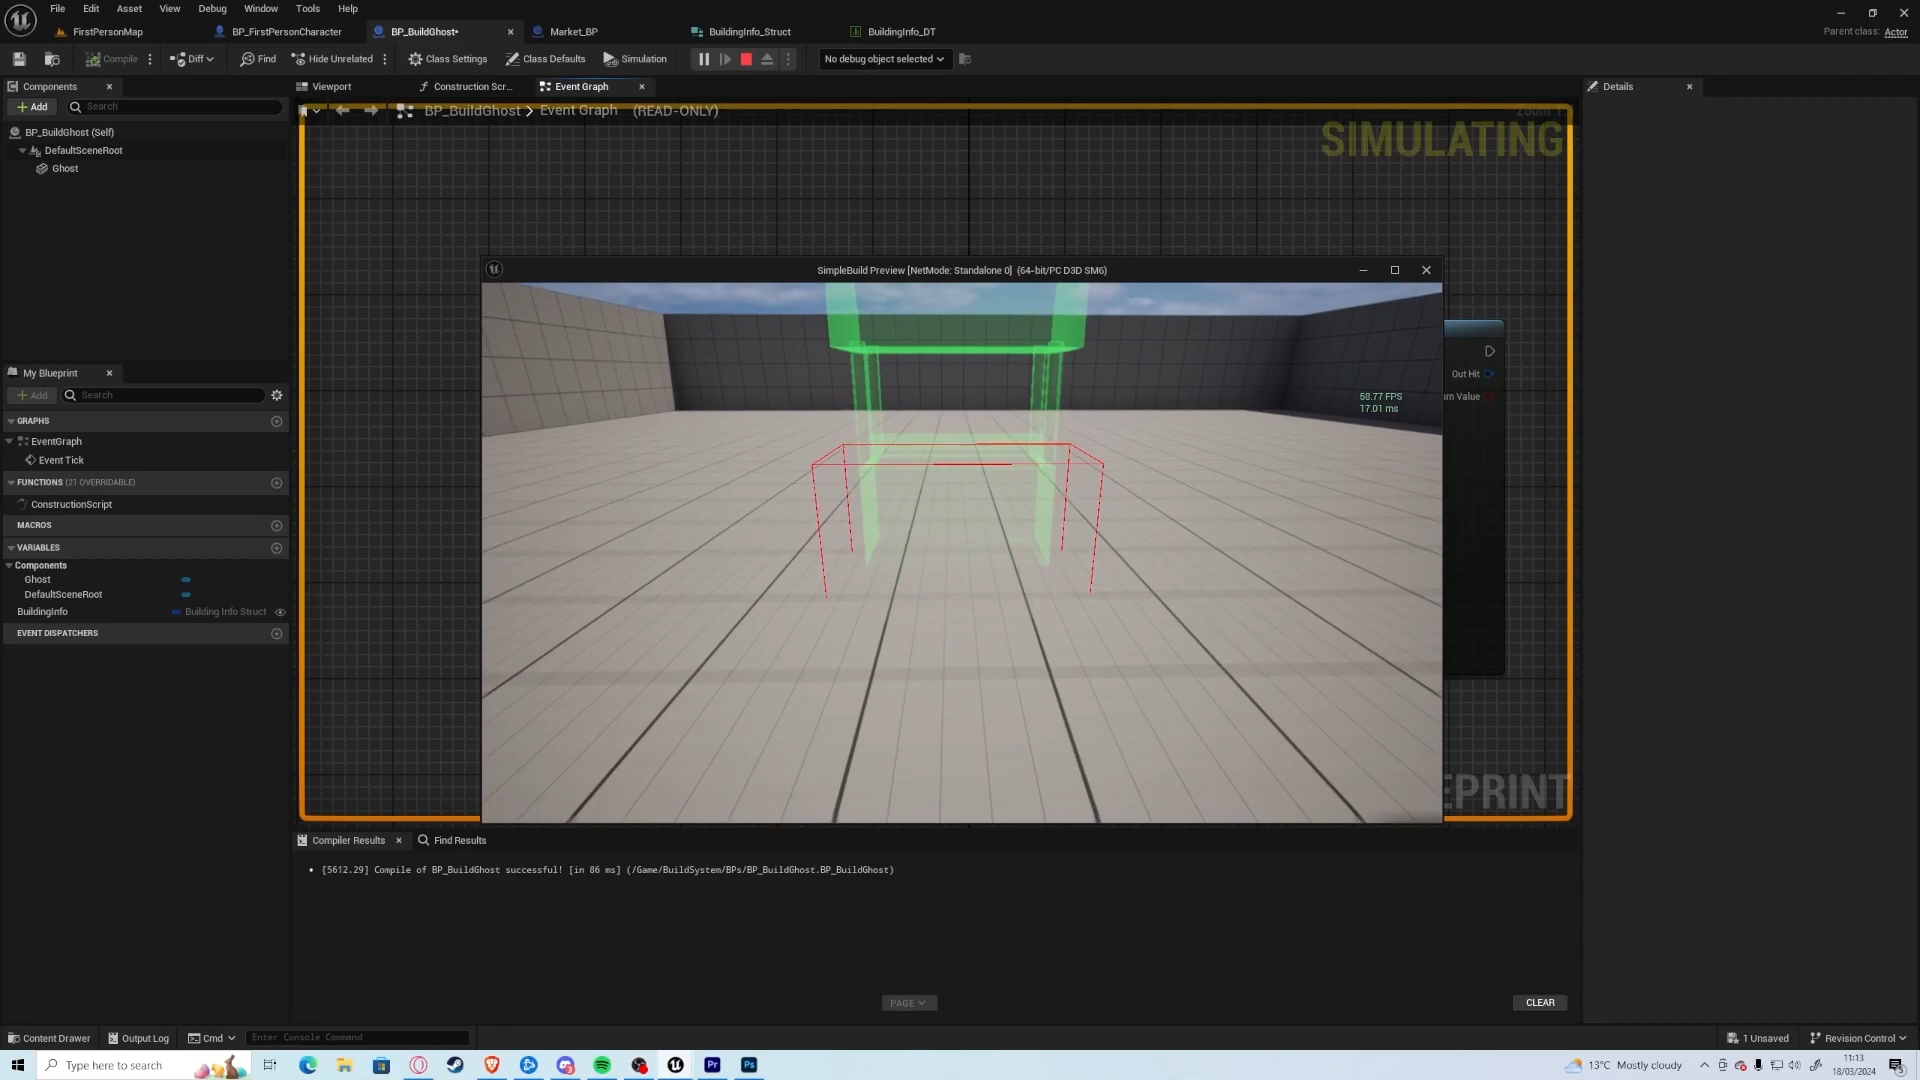 File Edit Asset View Debug Window Tools Help
FirstPersonMap BP_FirstPersonCharacter BP_BuildGhost• Market_BP BuildingInfo_Struct BuildingInfo_DT Parent class: Actor
Compile Diff Find Hide Unrelated Class Settings Class Defaults Simulation No debug object selected
Components Viewport Construction Scr... Event Graph Details
Add Search
BP_BuildGhost > Event Graph (READ-ONLY)
BP_BuildGhost (Self)
SIMULATING
DefaultSceneRoot
Ghost
SimpleBuild Preview [NetMode: Standalone 0] (64-bit/PC D3D SM6)
Out Hit
My Blueprint
Add Search
58.77 FPS
17.01 ms
GRAPHS
EventGraph
Event Tick
FUNCTIONS (21 OVERRIDABLE)
ConstructionScript
MACROS
VARIABLES
Components
Ghost
DefaultSceneRoot
BuildingInfo Building Info Struct
EVENT DISPATCHERS
EPRINT
Compiler Results Find Results
• [5612.29] Compile of BP_BuildGhost successful! [in 86 ms] (/Game/BuildSystem/BPs/BP_BuildGhost.BP_BuildGhost)
PAGE CLEAR
Content Drawer Output Log Cmd Enter Console Command 1 Unsaved Revision Control
Type here to search 13°C Mostly cloudy 11:13
18/03/2024